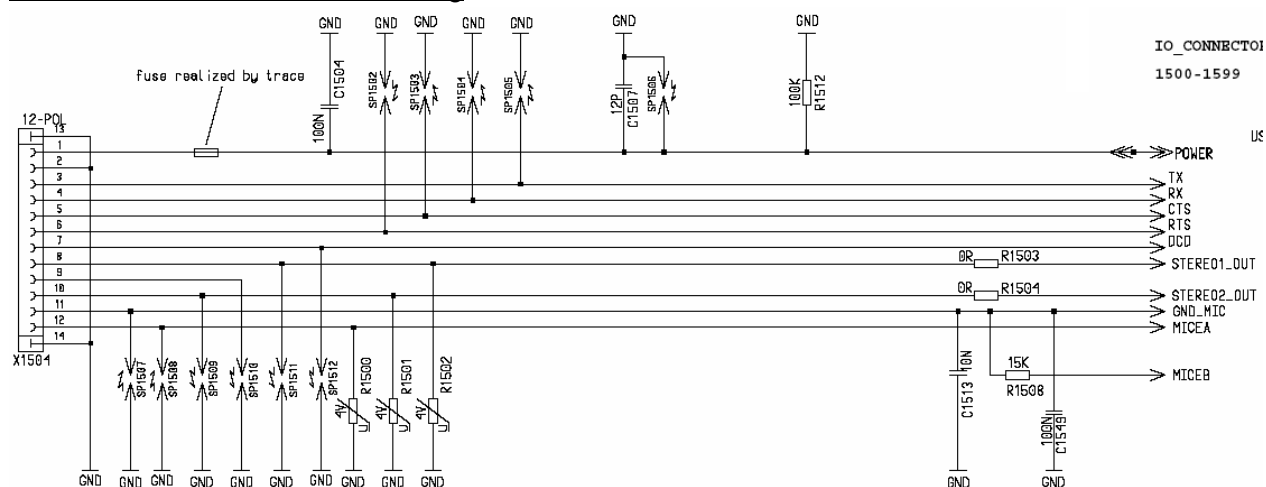 GND GND GND GND GND GND GND
IO_CONNECTOR
1500-1599
fuse realized by trace
100N C1504
SP1502
SP1503
SP1504
SP1505
12P C1507
SP1506
100K R1512
12-POL
13
1
2
3
4
5
6
7
8
9
10
11
12
14
X1504
US
POWER
TX
RX
CTS
RTS
DCD
0R R1503
STEREO1_OUT
0R R1504
STEREO2_OUT
GND_MIC
MICEA
MICEB
SP1507
SP1508
SP1509
SP1510
SP1511
SP1512
4V U R1500
4V U R1501
4V U R1502
C1513 10N
15K
R1508
100N C1549
GND GND GND GND GND GND GND GND GND GND GND GND